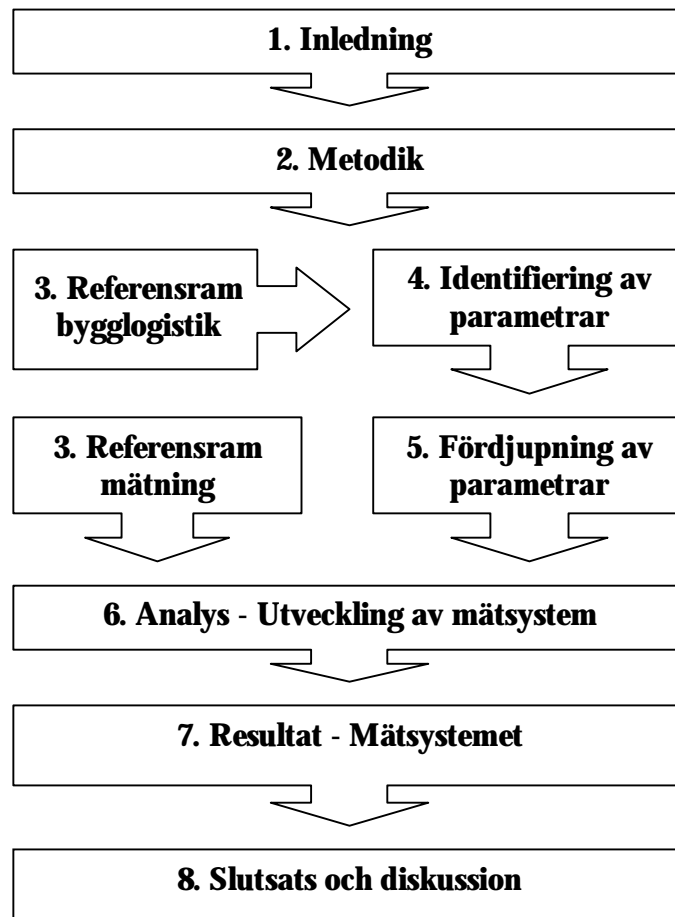 1. Inledning
2. Metodik
3. Referensram
bygglogistik
4. Identifiering av
parametrar
3. Referensram
mätning
5. Fördjupning av
parametrar
6. Analys - Utveckling av mätsystem
7. Resultat - Mätsystemet
8. Slutsats och diskussion